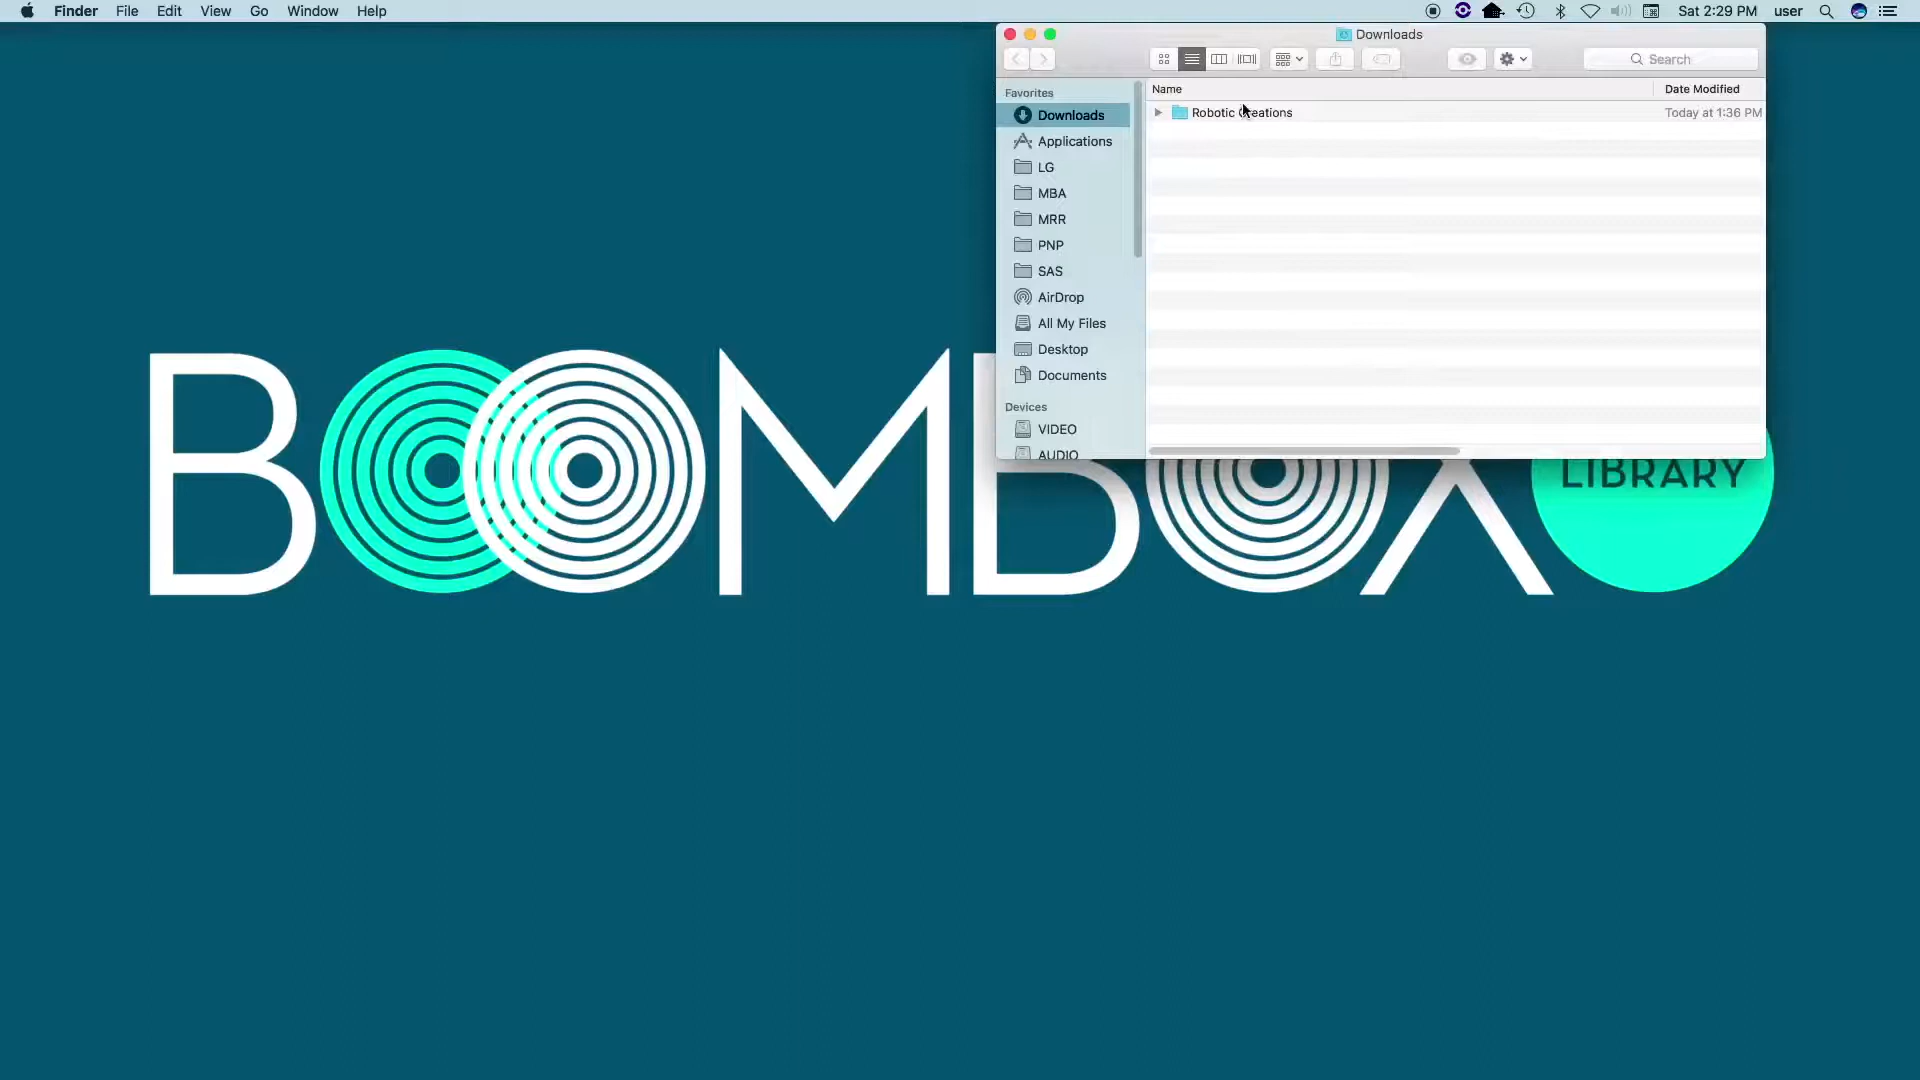 Finder File Edit View Go Window Help Sat 2:29 PM user
Downloads
Search
Favorites
Downloads
Applications
LG
MBA
MRR
PNP
SAS
AirDrop
All My Files
Desktop
Documents
Devices
VIDEO
AUDIO
Name Date Modified
Robotic Creations Today at 1:36 PM
BOOMBOX
LIBRARY